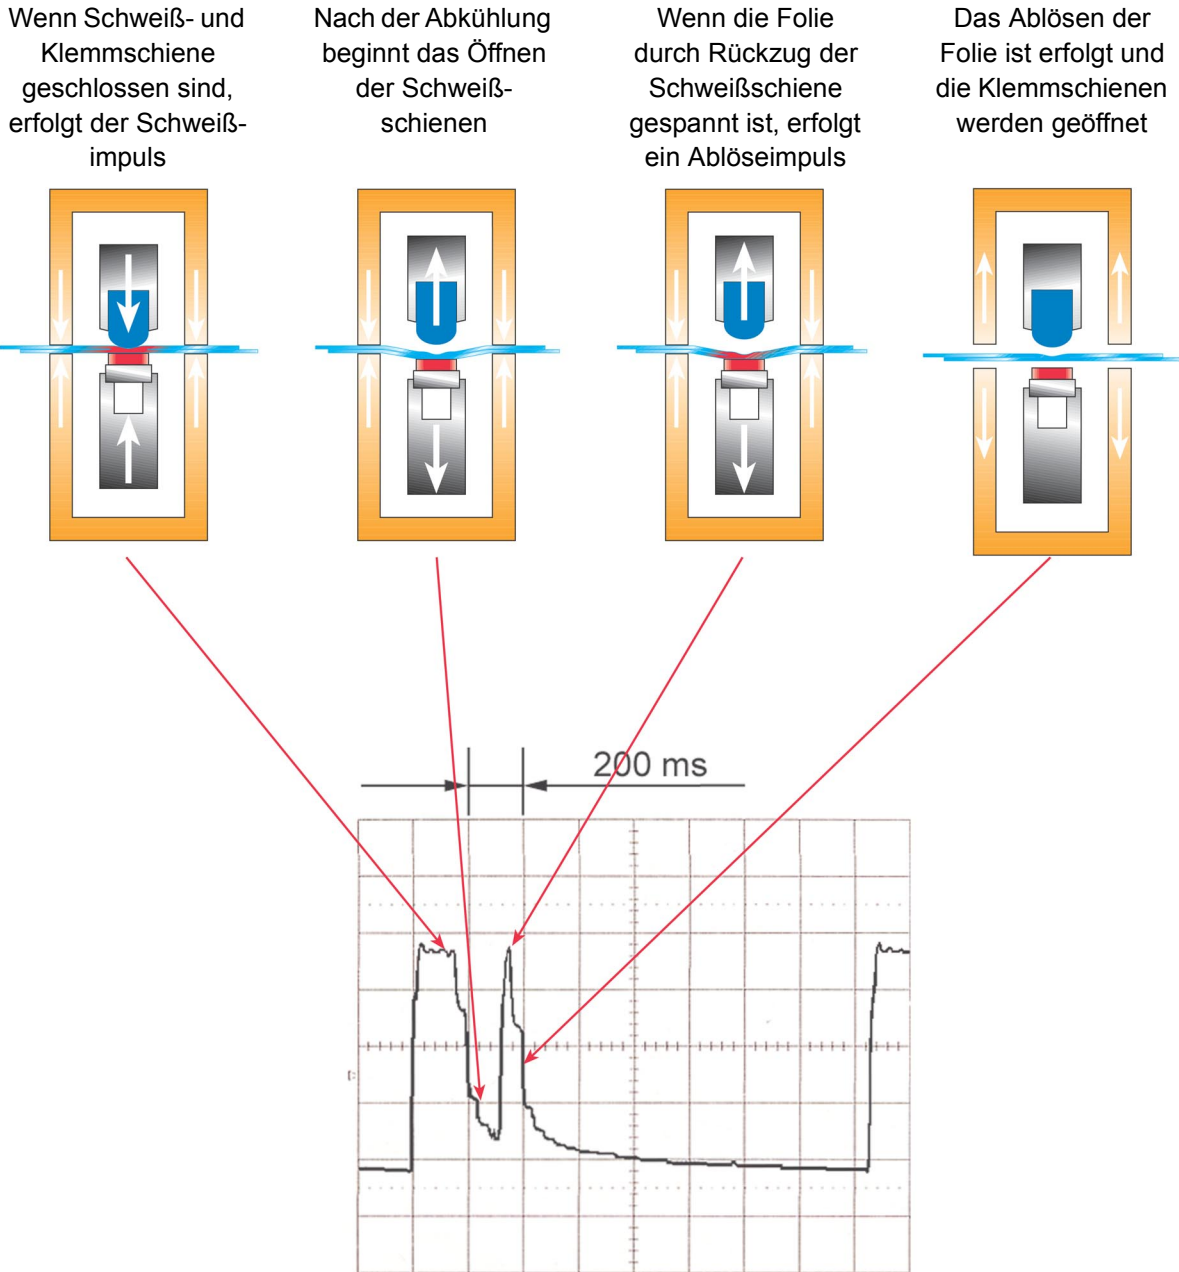 Wenn Schweiß- und
Klemmschiene
geschlossen sind,
erfolgt der Schweiß-
impuls
Nach der Abkühlung
beginnt das Öffnen
der Schweiß-
schienen
Wenn die Folie
durch Rückzug der
Schweißschiene
gespannt ist, erfolgt
ein Ablöseimpuls
Das Ablösen der
Folie ist erfolgt und
die Klemmschienen
werden geöffnet
200 ms